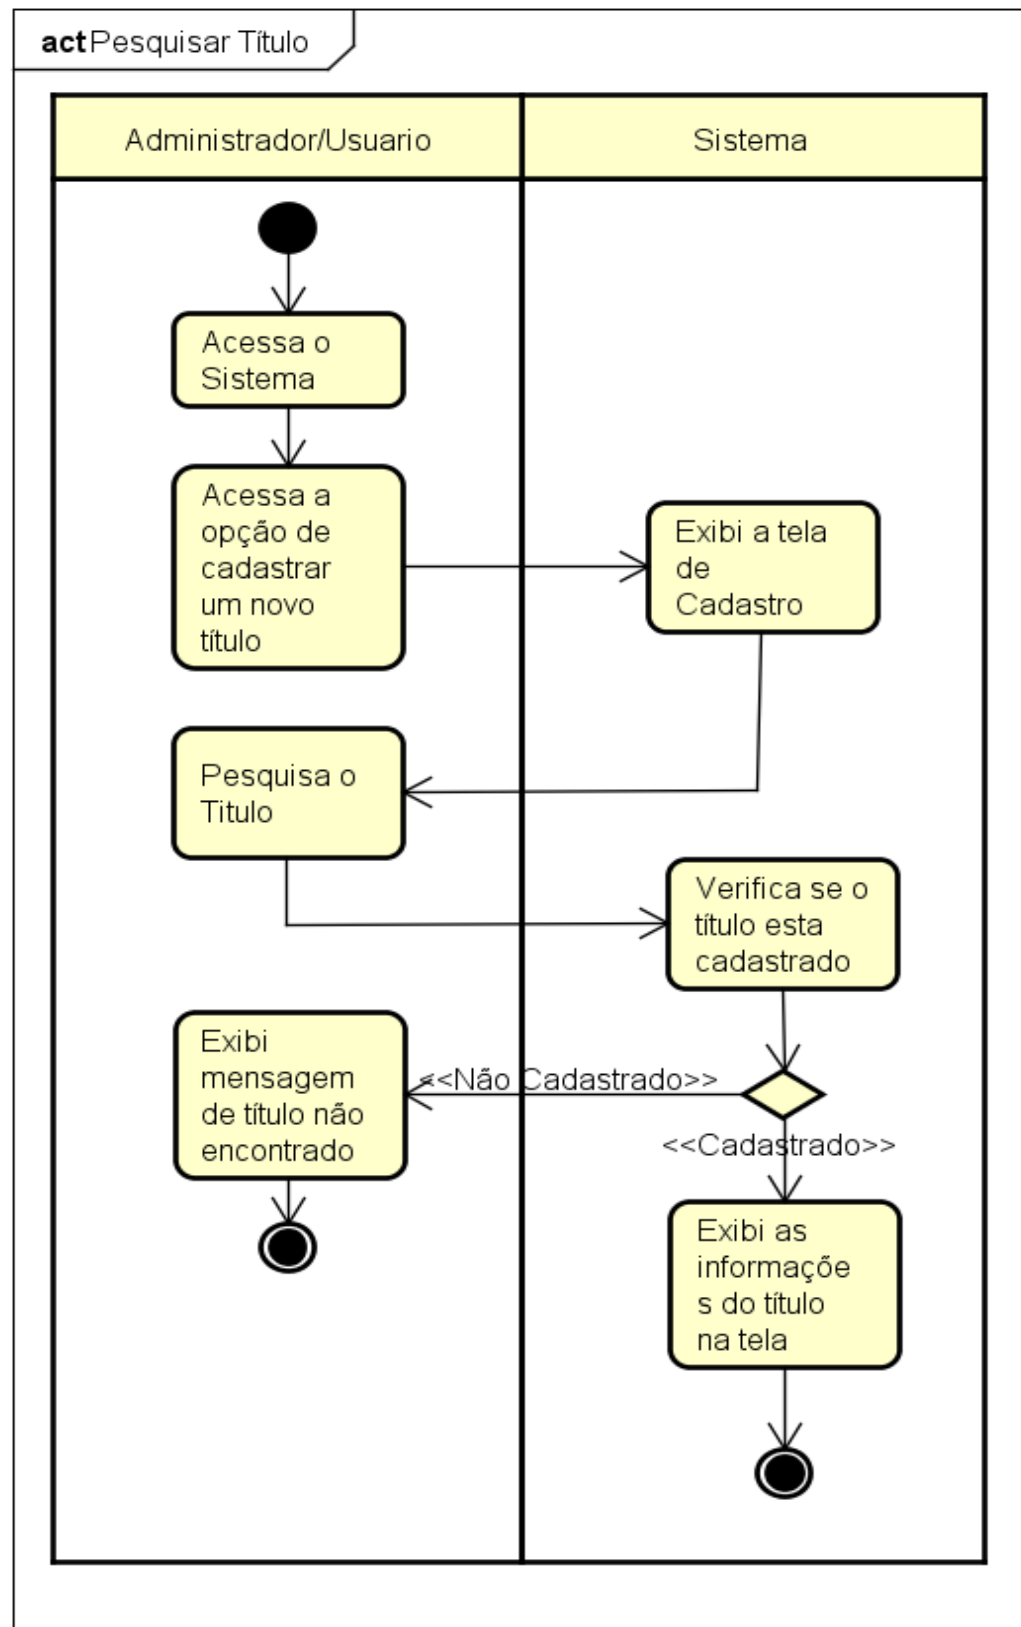 act Pesquisar Título
Administrador/Usuario
Sistema
Acessa o
Sistema
Acessa a
opção de
cadastrar
um novo
título
Exibi a tela
de
Cadastro
Pesquisa o
Titulo
Verifica se o
título esta
cadastrado
Exibi
mensagem
de título não
encontrado
<<Não Cadastrado>>
<<Cadastrado>>
Exibi as
informaçõe
s do título
na tela